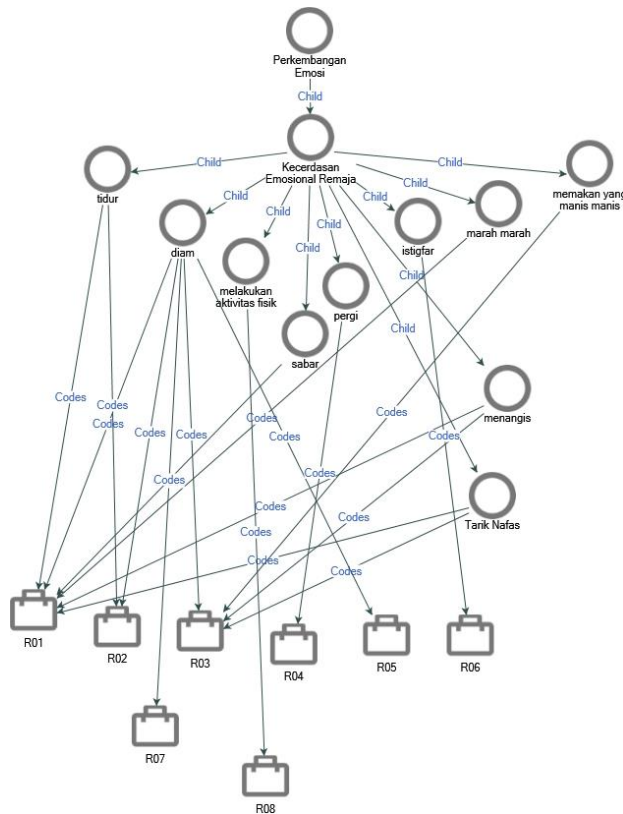 Perkembangan
Emosi
Child
Kecerdasan
Emosional Remaja
Child
Child
tidur
memakan yang
manis manis
Child
Child
Child
marah marah
Child
Child
diam
istigfar
Child
Child
melakukan
aktivitas fisik
pergi
Child
sabar
menangis
Codes
Codes
Codes
Codes
Codes
Codes
Codes
Codes
Codes
Codes
Codes
Codes
Codes
Tarik Nafas
Codes
Codes
Codes
R01
R02
R03
R04
R05
R06
R07
R08